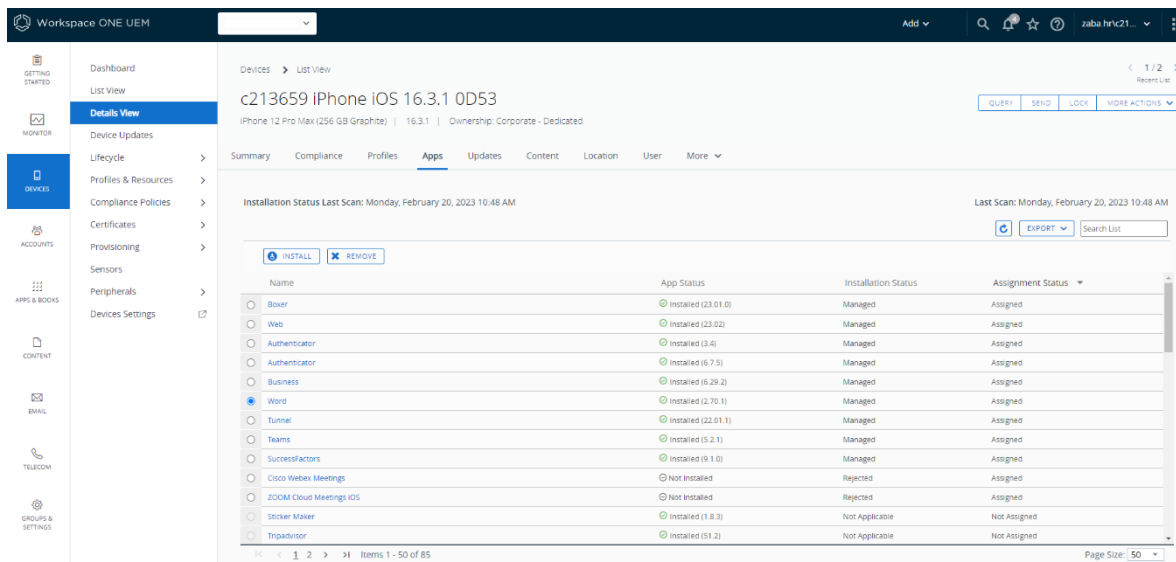 Workspace ONE UEM
Add
4
zaba.hr\c21...
GETTING STARTED
MONITOR
DEVICES
ACCOUNTS
APPS & BOOKS
CONTENT
EMAIL
TELECOM
GROUPS & SETTINGS
Dashboard
List View
Details View
Device Updates
Lifecycle
Profiles & Resources
Compliance Policies
Certificates
Provisioning
Sensors
Peripherals
Devices Settings
Devices > List View
1 / 2
Recent List
c213659 iPhone iOS 16.3.1 0D53
QUERY SEND LOCK MORE ACTIONS
iPhone 12 Pro Max (256 GB Graphite) | 16.3.1 | Ownership: Corporate - Dedicated
Summary Compliance Profiles Apps Updates Content Location User More
Installation Status Last Scan: Monday, February 20, 2023 10:48 AM Last Scan: Monday, February 20, 2023 10:48 AM
EXPORT Search List
INSTALL REMOVE
Name App Status Installation Status Assignment Status
Boxer Installed (23.01.0) Managed Assigned
Web Installed (23.02) Managed Assigned
Authenticator Installed (3.4) Managed Assigned
Authenticator Installed (6.7.5) Managed Assigned
Business Installed (6.29.2) Managed Assigned
Word Installed (2.70.1) Managed Assigned
Tunnel Installed (22.01.1) Managed Assigned
Teams Installed (5.2.1) Managed Assigned
SuccessFactors Installed (9.1.0) Managed Assigned
Cisco Webex Meetings Not Installed Rejected Assigned
ZOOM Cloud Meetings iOS Not Installed Rejected Assigned
Sticker Maker Installed (1.8.3) Not Applicable Not Assigned
Tripadvisor Installed (51.2) Not Applicable Not Assigned
1 2 Items 1 - 50 of 85 Page Size: 50